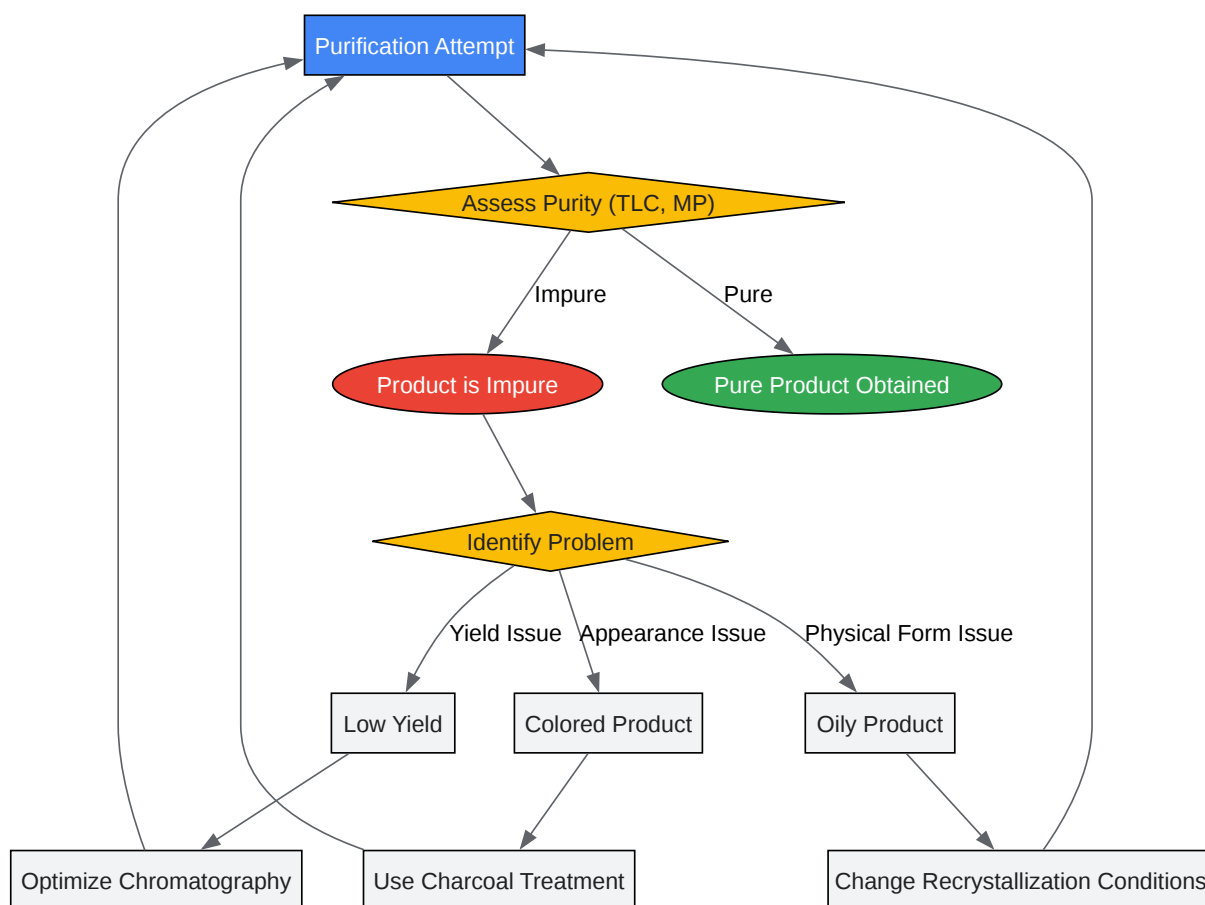 Purification Attempt
Assess Purity (TLC, MP)
Impure
Pure
Product is Impure
Pure Product Obtained
Identify Problem
Yield Issue
Appearance Issue
Physical Form Issue
Low Yield
Colored Product
Oily Product
Optimize Chromatography
Use Charcoal Treatment
Change Recrystallization Conditions